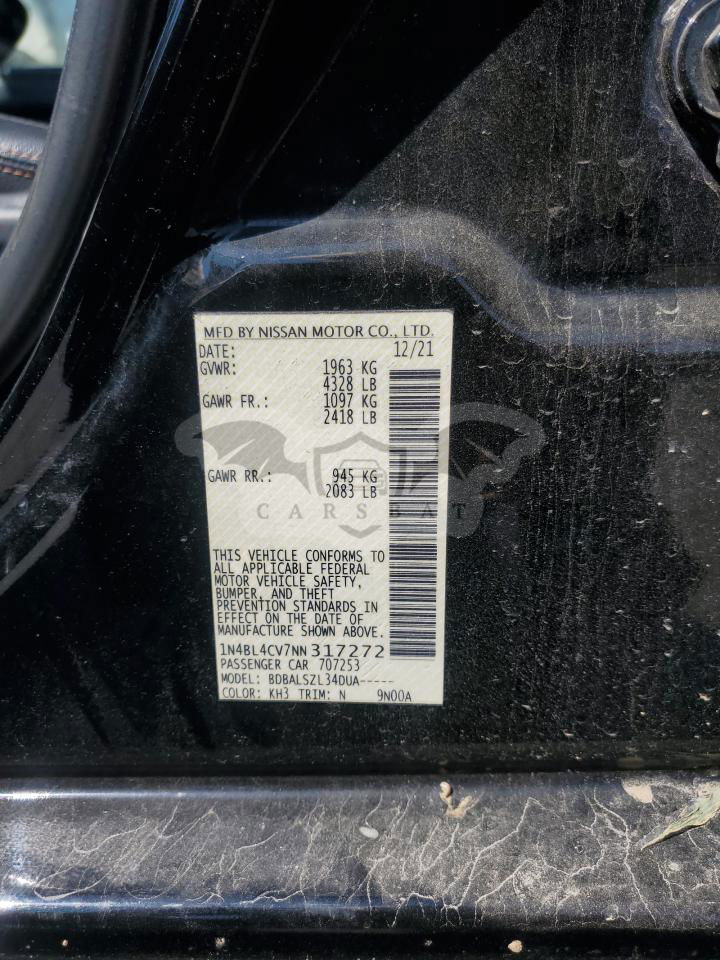 MFD BY NISSAN MOTOR CO., LTD.
DATE: 12/21
GVWR: 1963 KG
4328 LB
GAWR FR.: 1097 KG
2418 LB
GAWR RR.: 945 KG
2083 LB
CARSBAT
THIS VEHICLE CONFORMS TO
ALL APPLICABLE FEDERAL
MOTOR VEHICLE SAFETY,
BUMPER, AND THEFT
PREVENTION STANDARDS IN
EFFECT ON THE DATE OF
MANUFACTURE SHOWN ABOVE.
1N4BL4CV7NN317272
PASSENGER CAR 707253
MODEL: BDBALSZL34DUA-----
COLOR: KH3 TRIM: N 9N00A